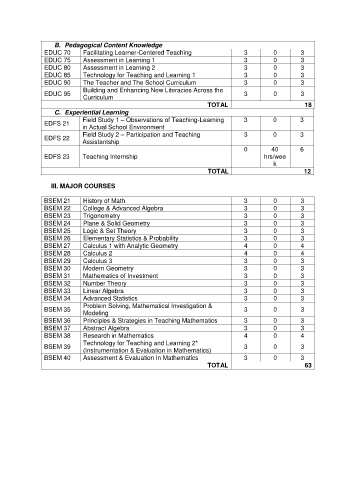 B. Pedagogical Content Knowledge
EDUC 70 Facilitating Learner-Centered Teaching 3 0 3
EDUC 75 Assessment in Learning 1 3 0 3
EDUC 80 Assessment in Learning 2 3 0 3
EDUC 85 Technology for Teaching and Learning 1 3 0 3
EDUC 90 The Teacher and The School Curriculum 3 0 3
EDUC 95 Building and Enhancing New Literacies Across the Curriculum 3 0 3
TOTAL 18
C. Experiential Learning
EDFS 21 Field Study 1 – Observations of Teaching-Learning in Actual School Environment 3 0 3
EDFS 22 Field Study 2 – Participation and Teaching Assistantship 3 0 3
EDFS 23 Teaching Internship 0 40 hrs/wee k 6
TOTAL 12
III. MAJOR COURSES
BSEM 21 History of Math 3 0 3
BSEM 22 College & Advanced Algebra 3 0 3
BSEM 23 Trigonometry 3 0 3
BSEM 24 Plane & Solid Geometry 3 0 3
BSEM 25 Logic & Set Theory 3 0 3
BSEM 26 Elementary Statistics & Probability 3 0 3
BSEM 27 Calculus 1 with Analytic Geometry 4 0 4
BSEM 28 Calculus 2 4 0 4
BSEM 29 Calculus 3 3 0 3
BSEM 30 Modern Geometry 3 0 3
BSEM 31 Mathematics of Investment 3 0 3
BSEM 32 Number Theory 3 0 3
BSEM 33 Linear Algebra 3 0 3
BSEM 34 Advanced Statistics 3 0 3
BSEM 35 Problem Solving, Mathematical Investigation & Modeling 3 0 3
BSEM 36 Principles & Strategies in Teaching Mathematics 3 0 3
BSEM 37 Abstract Algebra 3 0 3
BSEM 38 Research in Mathematics 4 0 4
BSEM 39 Technology for Teaching and Learning 2* (Instrumentation & Evaluation in Mathematics) 3 0 3
BSEM 40 Assessment & Evaluation In Mathematics 3 0 3
TOTAL 63